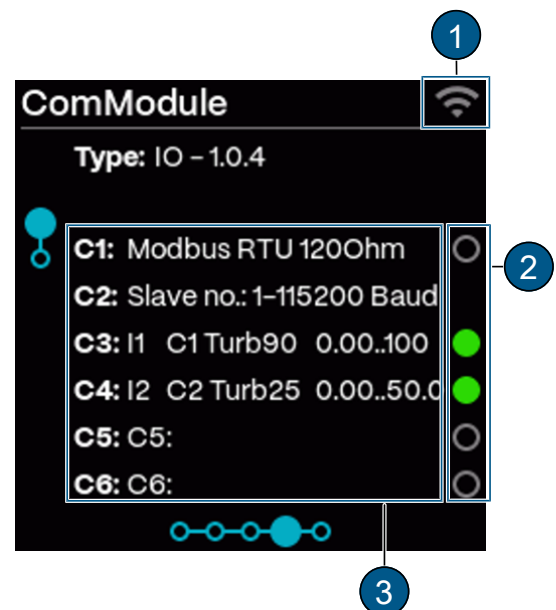 1
ComModule
Type: IO – 1.0.4
C1: Modbus RTU 120Ohm
2
C2: Slave no.: 1–115200 Baud
C3: I1 C1 Turb90 0.00..100
C4: I2 C2 Turb25 0.00..50.0
C5: C5:
C6: C6:
3